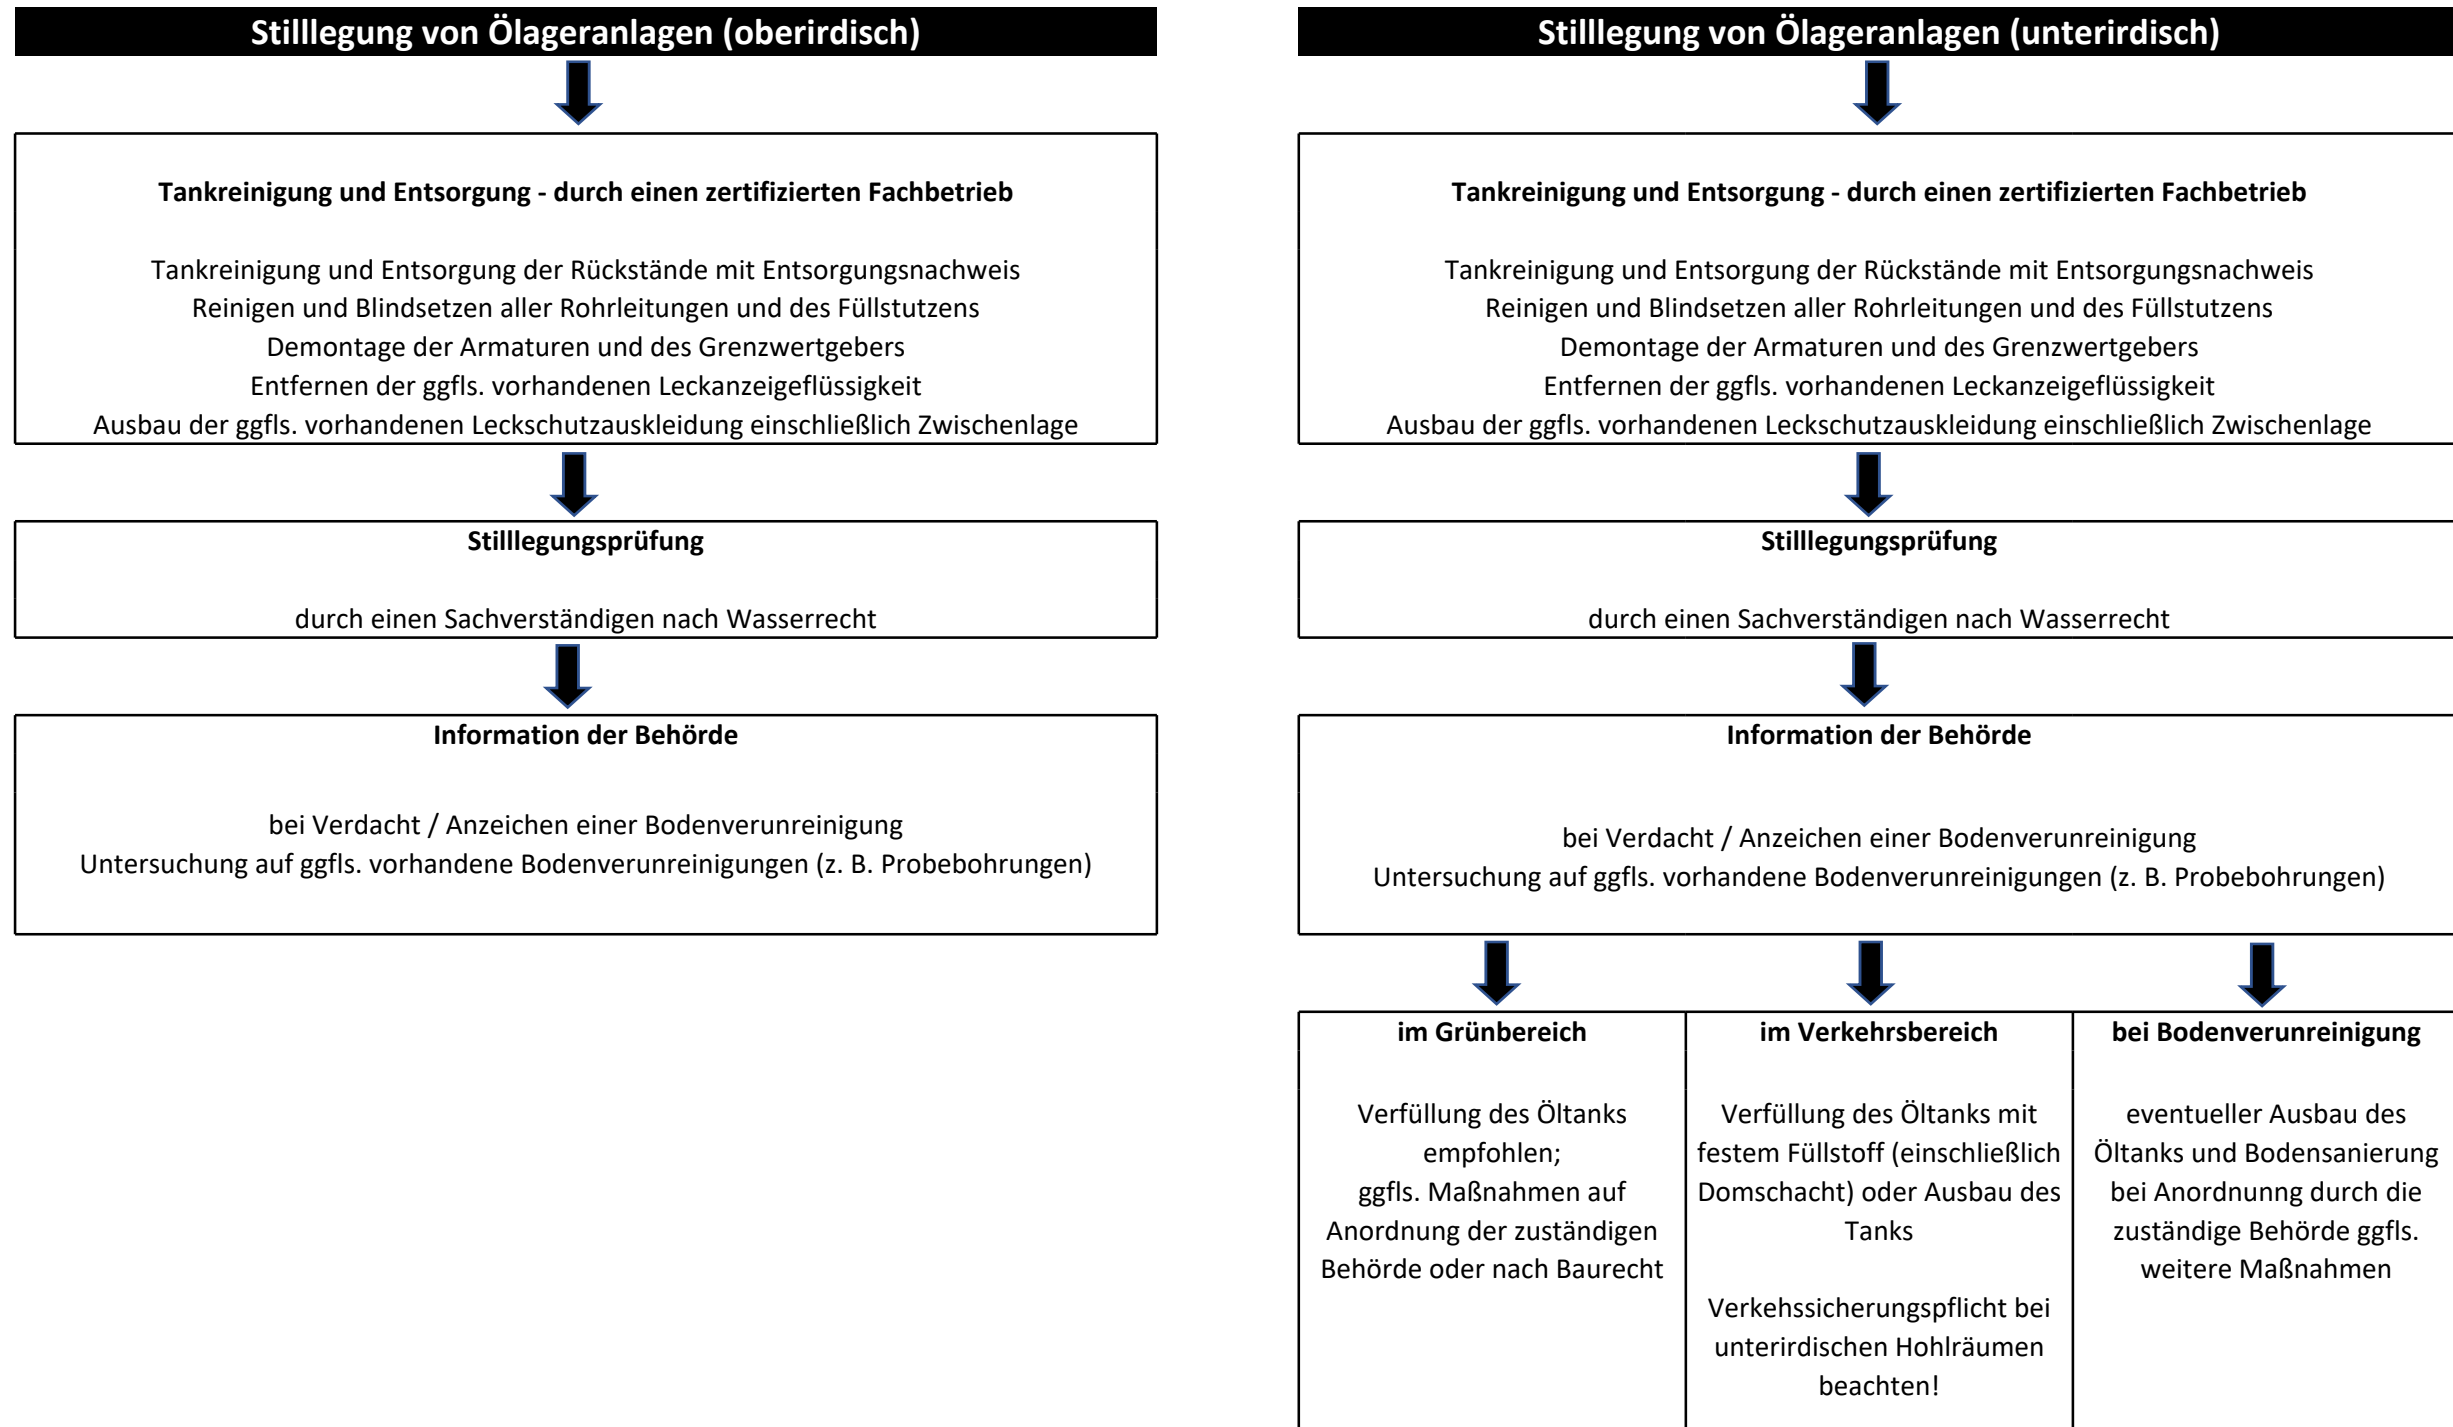 Stilllegung von Ölageranlagen (oberirdisch)
Tankreinigung und Entsorgung - durch einen zertifizierten Fachbetrieb
Tankreinigung und Entsorgung der Rückstände mit Entsorgungsnachweis
Reinigen und Blindsetzen aller Rohrleitungen und des Füllstutzens
Demontage der Armaturen und des Grenzwertgebers
Entfernen der ggfls. vorhandenen Leckanzeigeflüssigkeit
Ausbau der ggfls. vorhandenen Leckschutzauskleidung einschließlich Zwischenlage
Stilllegungsprüfung
durch einen Sachverständigen nach Wasserrecht
Information der Behörde
bei Verdacht / Anzeichen einer Bodenverunreinigung
Untersuchung auf ggfls. vorhandene Bodenverunreinigungen (z. B. Probebohrungen)
Stilllegung von Ölageranlagen (unterirdisch)
Tankreinigung und Entsorgung - durch einen zertifizierten Fachbetrieb
Tankreinigung und Entsorgung der Rückstände mit Entsorgungsnachweis
Reinigen und Blindsetzen aller Rohrleitungen und des Füllstutzens
Demontage der Armaturen und des Grenzwertgebers
Entfernen der ggfls. vorhandenen Leckanzeigeflüssigkeit
Ausbau der ggfls. vorhandenen Leckschutzauskleidung einschließlich Zwischenlage
Stilllegungsprüfung
durch einen Sachverständigen nach Wasserrecht
Information der Behörde
bei Verdacht / Anzeichen einer Bodenverunreinigung
Untersuchung auf ggfls. vorhandene Bodenverunreinigungen (z. B. Probebohrungen)
im Grünbereich
Verfüllung des Öltanks
empfohlen;
ggfls. Maßnahmen auf
Anordnung der zuständigen
Behörde oder nach Baurecht
im Verkehrsbereich
Verfüllung des Öltanks mit
festem Füllstoff (einschließlich
Domschacht) oder Ausbau des
Tanks
Verkehssicherungspflicht bei
unterirdischen Hohlräumen
beachten!
bei Bodenverunreinigung
eventueller Ausbau des
Öltanks und Bodensanierung
bei Anordnunng durch die
zuständige Behörde ggfls.
weitere Maßnahmen